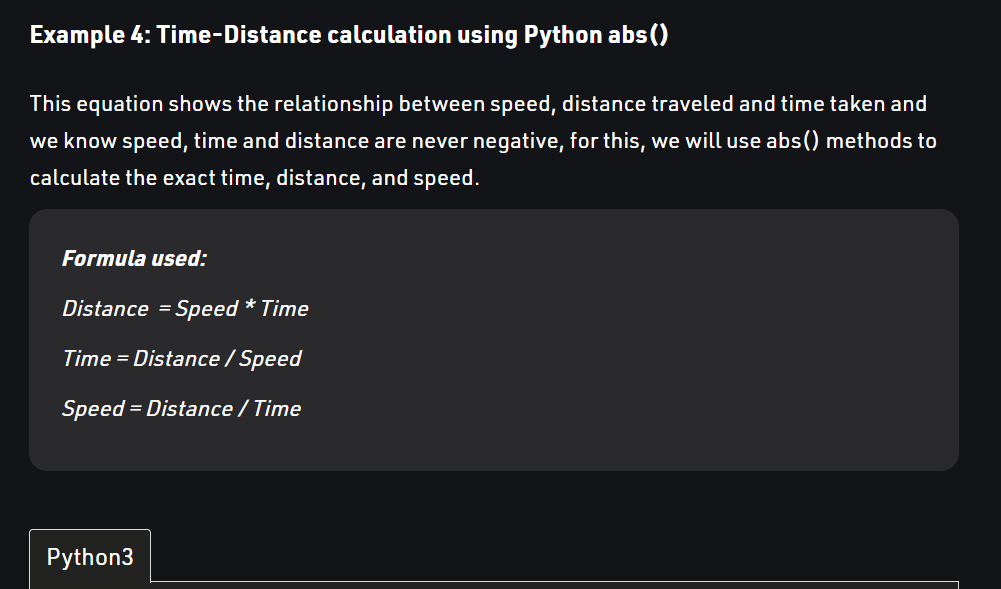 Example 4: Time-Distance calculation using Python abs()
This equation shows the relationship between speed, distance traveled and time taken and
we know speed, time and distance are never negative, for this, we will use abs() methods to
calculate the exact time, distance, and speed.
Formula used:
Distance  = Speed * Time
Time = Distance / Speed
Speed = Distance / Time
Python3